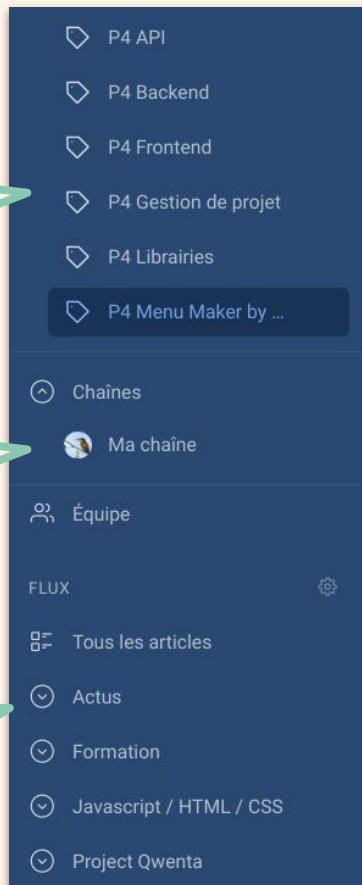 P4 API
P4 Backend
P4 Frontend
P4 Gestion de projet
P4 Librairies
P4 Menu Maker by ...
Chaînes
Ma chaîne
Équipe
FLUX
Tous les articles
Actus
Formation
Javascript / HTML / CSS
Project Qwenta